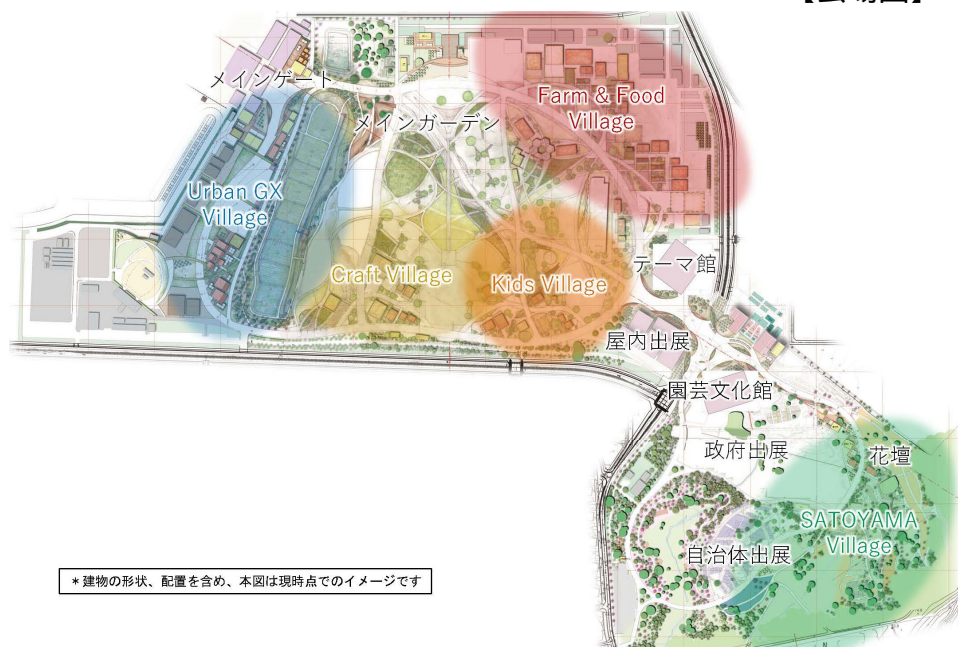 メインゲート
メインガーデン
Farm & Food
Village
Urban GX
Village
Craft Village
Kids Village
テーマ館
屋内出展
園芸文化館
政府出展
花壇
SATOYAMA
Village
自治体出展
*建物の形状、配置を含め、本図は現時点でのイメージです